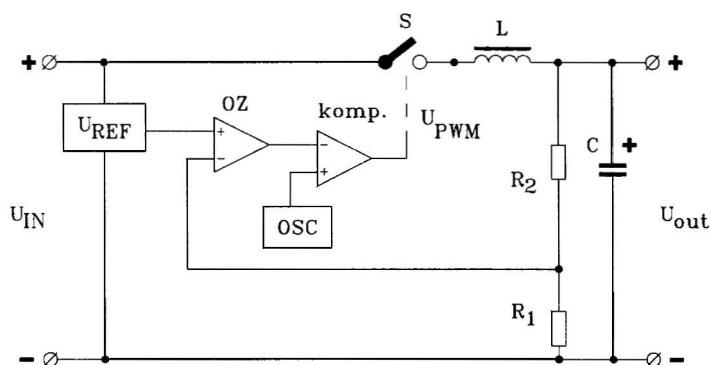 S
L
+
+
OZ
komp.
U_REF
+
−
−
+
U_PWM
C
+
R_2
U_IN
OSC
U_out
R_1
−
−